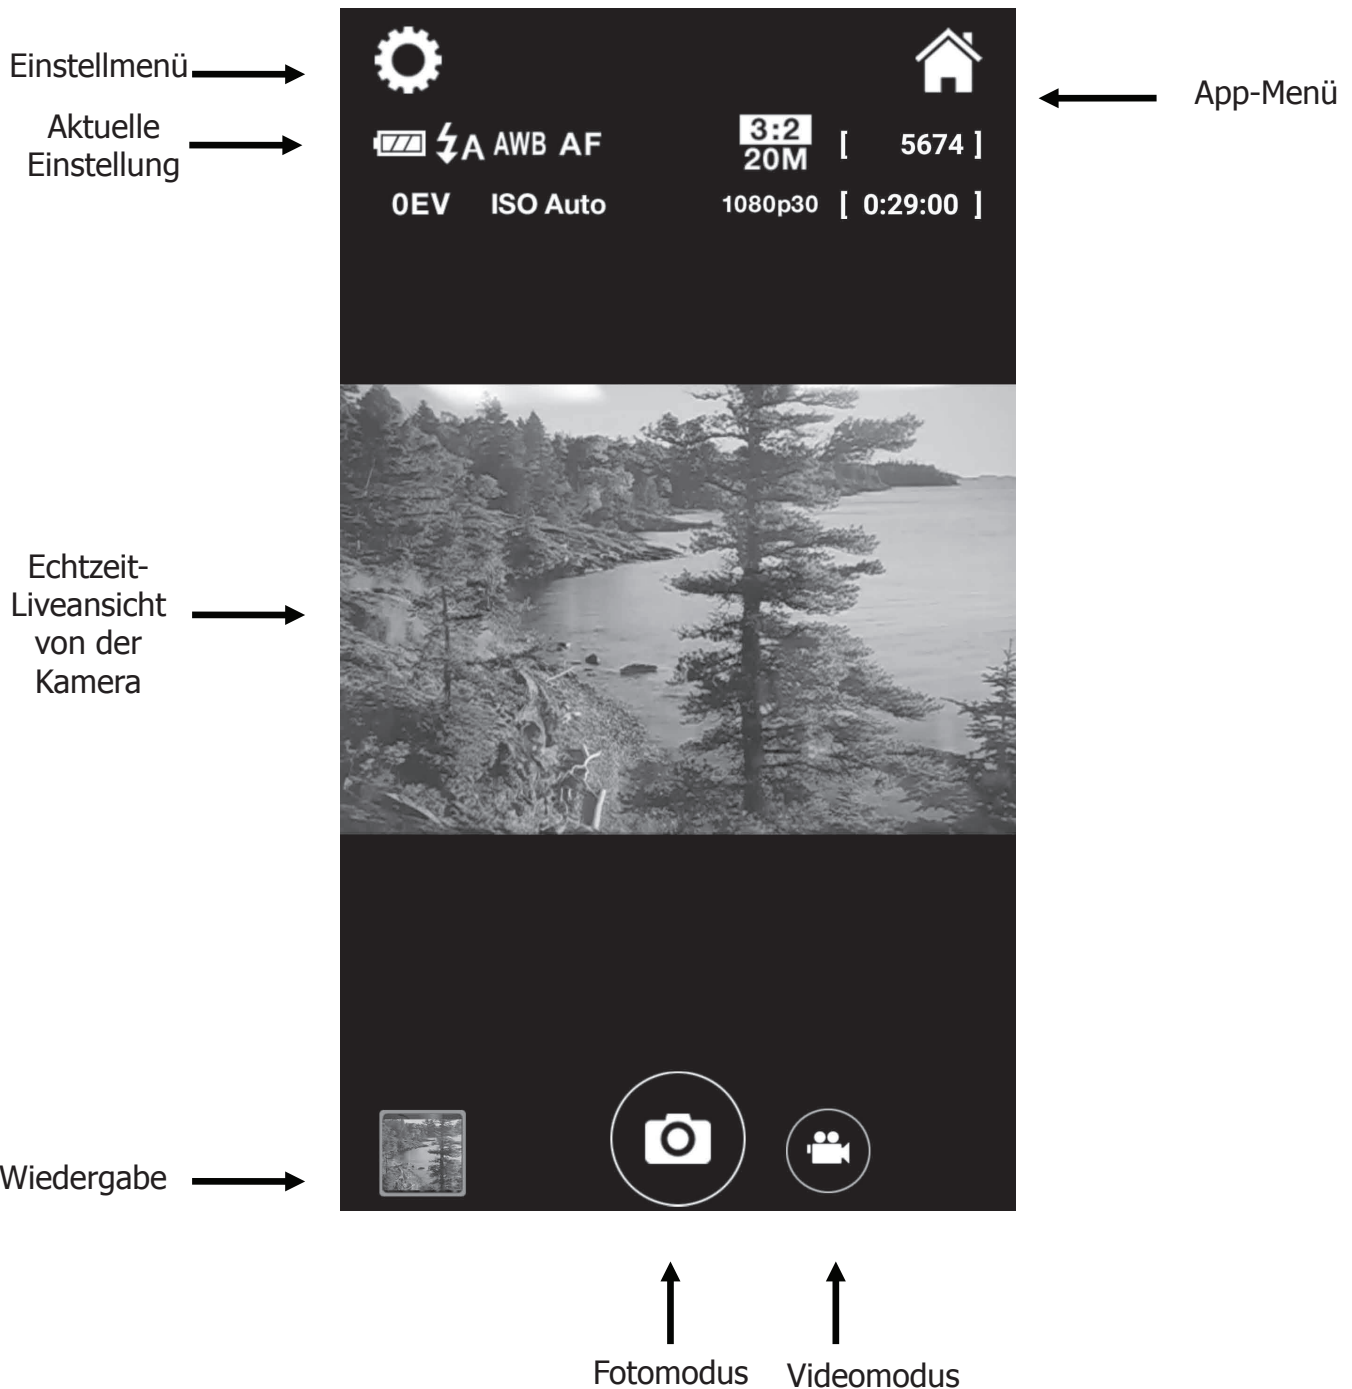 Einstellmenü
App-Menü
Aktuelle
Einstellung
A AWB AF
3:2
20M
[ 5674 ]
0EV ISO Auto
1080p30 [ 0:29:00 ]
Echtzeit-
Liveansicht
von der
Kamera
Wiedergabe
Fotomodus
Videomodus